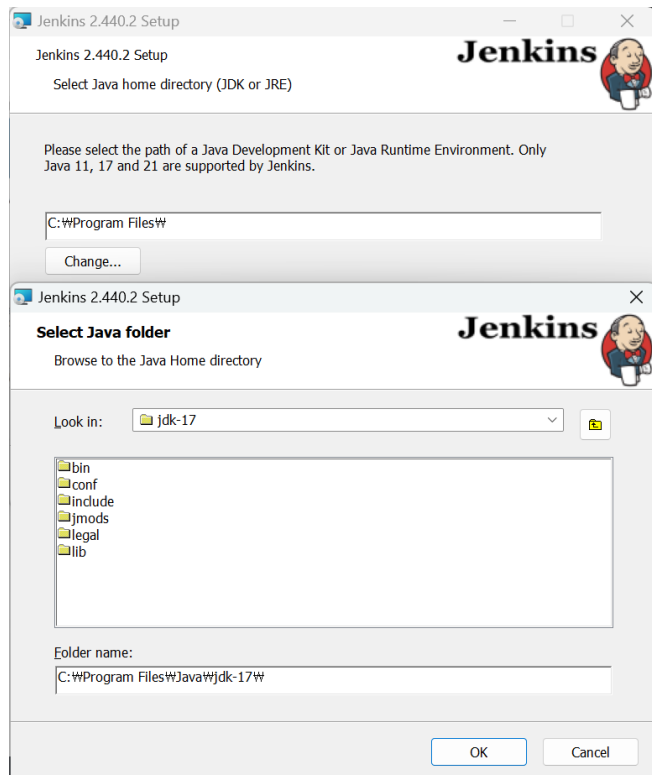 Jenkins 2.440.2 Setup
Jenkins 2.440.2 Setup
Jenkins
Select Java home directory (JDK or JRE)
Please select the path of a Java Development Kit or Java Runtime Environment. Only
Java 11, 17 and 21 are supported by Jenkins.
C:₩Program Files₩
Change...
Jenkins 2.440.2 Setup
Select Java folder
Jenkins
Browse to the Java Home directory
Look in:
jdk-17
bin
conf
include
jmods
legal
lib
Folder name:
C:₩Program Files₩Java₩jdk-17₩
OK
Cancel